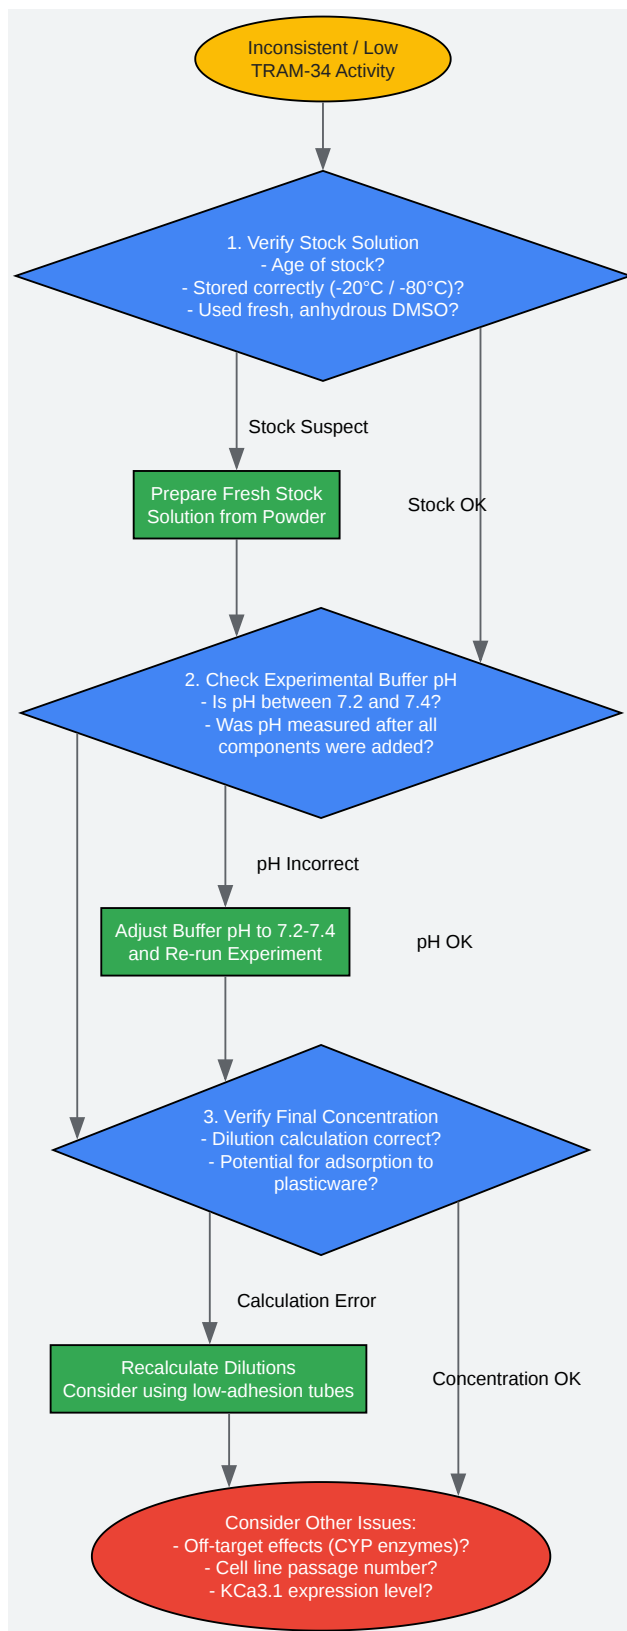 Inconsistent / Low
TRAM-34 Activity
1. Verify Stock Solution
- Age of stock?
- Stored correctly (-20°C / -80°C)?
- Used fresh, anhydrous DMSO?
Stock Suspect
Prepare Fresh Stock
Solution from Powder
Stock OK
2. Check Experimental Buffer pH
- Is pH between 7.2 and 7.4?
- Was pH measured after all
components were added?
pH Incorrect
Adjust Buffer pH to 7.2-7.4
and Re-run Experiment
pH OK
3. Verify Final Concentration
- Dilution calculation correct?
- Potential for adsorption to
plasticware?
Calculation Error
Recalculate Dilutions
Consider using low-adhesion tubes
Concentration OK
Consider Other Issues:
- Off-target effects (CYP enzymes)?
- Cell line passage number?
- KCa3.1 expression level?